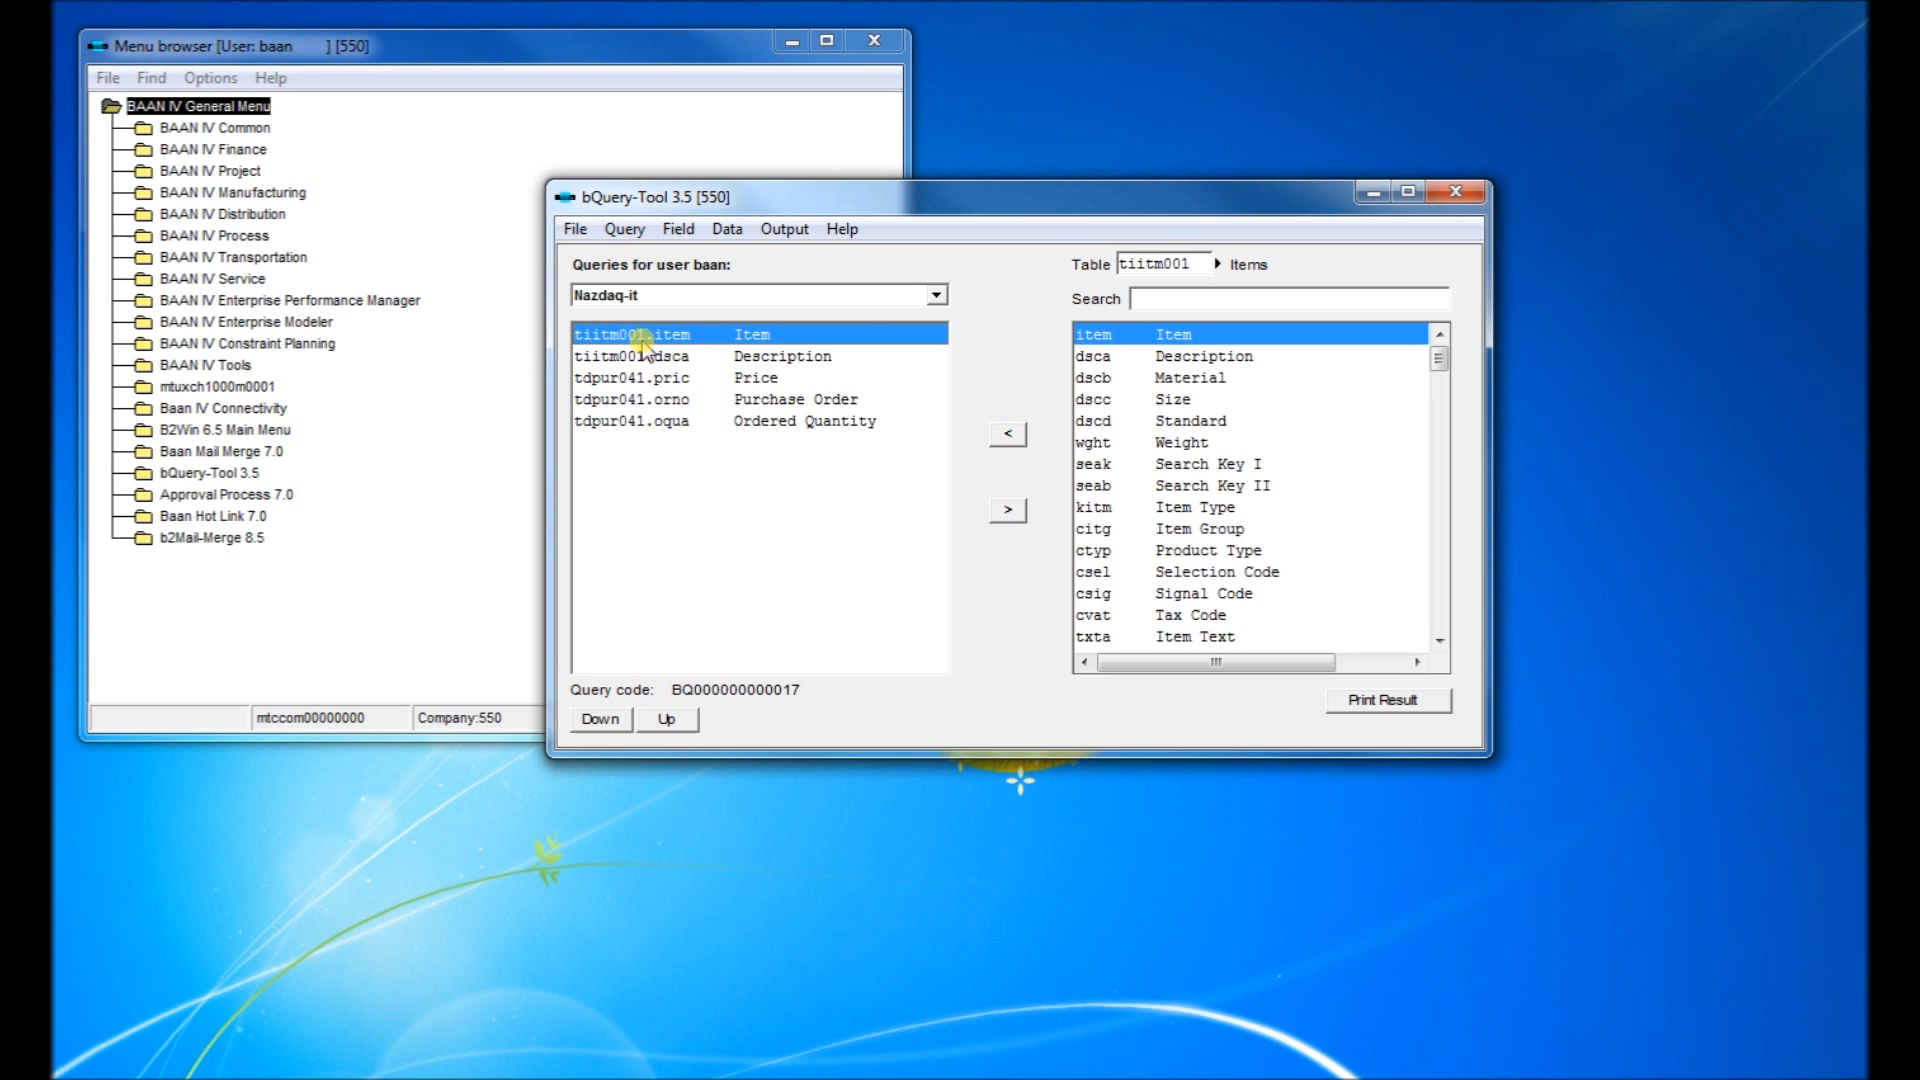 Menu browser [User: baan ] [550]
File Find Options Help
BAAN IV General Menu
BAAN IV Common
BAAN IV Finance
BAAN IV Project
BAAN IV Manufacturing
BAAN IV Distribution
BAAN IV Process
BAAN IV Transportation
BAAN IV Service
BAAN IV Enterprise Performance Manager
BAAN IV Enterprise Modeler
BAAN IV Constraint Planning
BAAN IV Tools
mtuxch1000m0001
Baan IV Connectivity
B2Win 6.5 Main Menu
Baan Mail Merge 7.0
bQuery-Tool 3.5
Approval Process 7.0
Baan Hot Link 7.0
b2Mail-Merge 8.5
mtccom00000000 Company:550
bQuery-Tool 3.5 [550]
File Query Field Data Output Help
Queries for user baan:
Nazdaq-it
tiitm001.item Item
tiitm001.dsca Description
tdpur041.pric Price
tdpur041.orno Purchase Order
tdpur041.oqua Ordered Quantity
Query code: BQ000000000017
Down Up
<
>
Table tiitm001 Items
Search
item Item
dsca Description
dscb Material
dscc Size
dscd Standard
wght Weight
seak Search Key I
seab Search Key II
kitm Item Type
citg Item Group
ctyp Product Type
csel Selection Code
csig Signal Code
cvat Tax Code
txta Item Text
Print Result